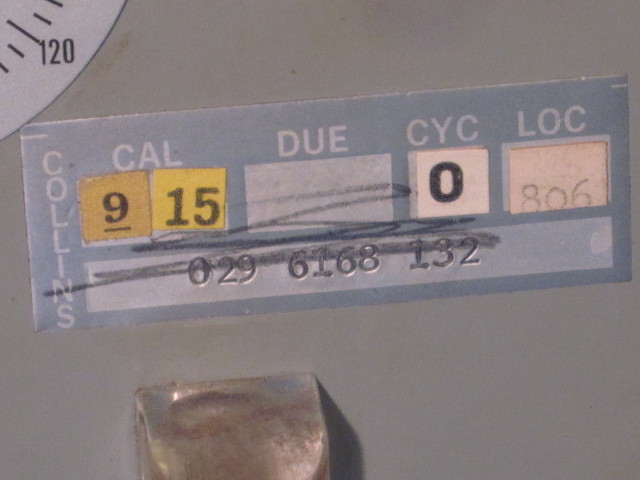 120
COLLINS
CAL DUE CYC LOC
9 15 0 806
029 6168 132